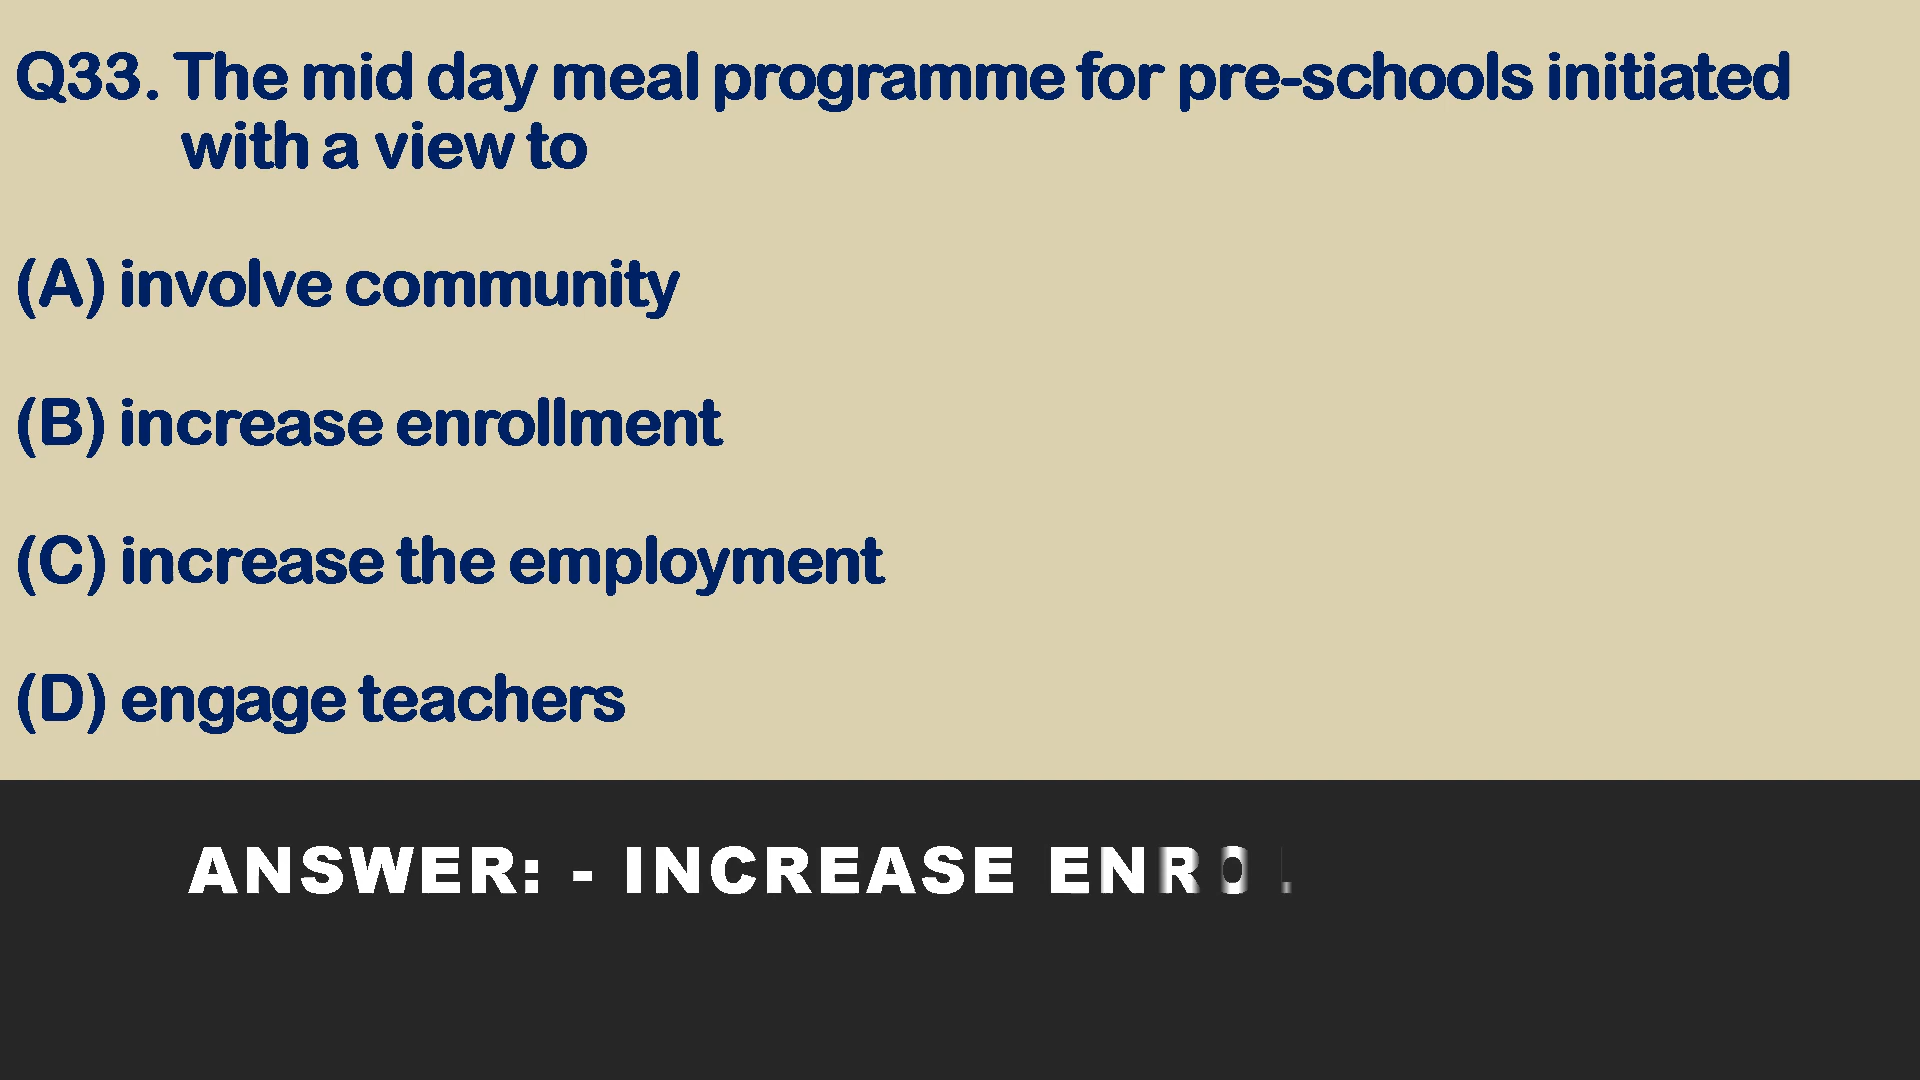 Q33. The mid day meal programme for pre-schools initiated
with a view to
(A) involve community
(B) increase enrollment
(C) increase the employment
(D) engage teachers
ANSWER: - INCREASE ENRO